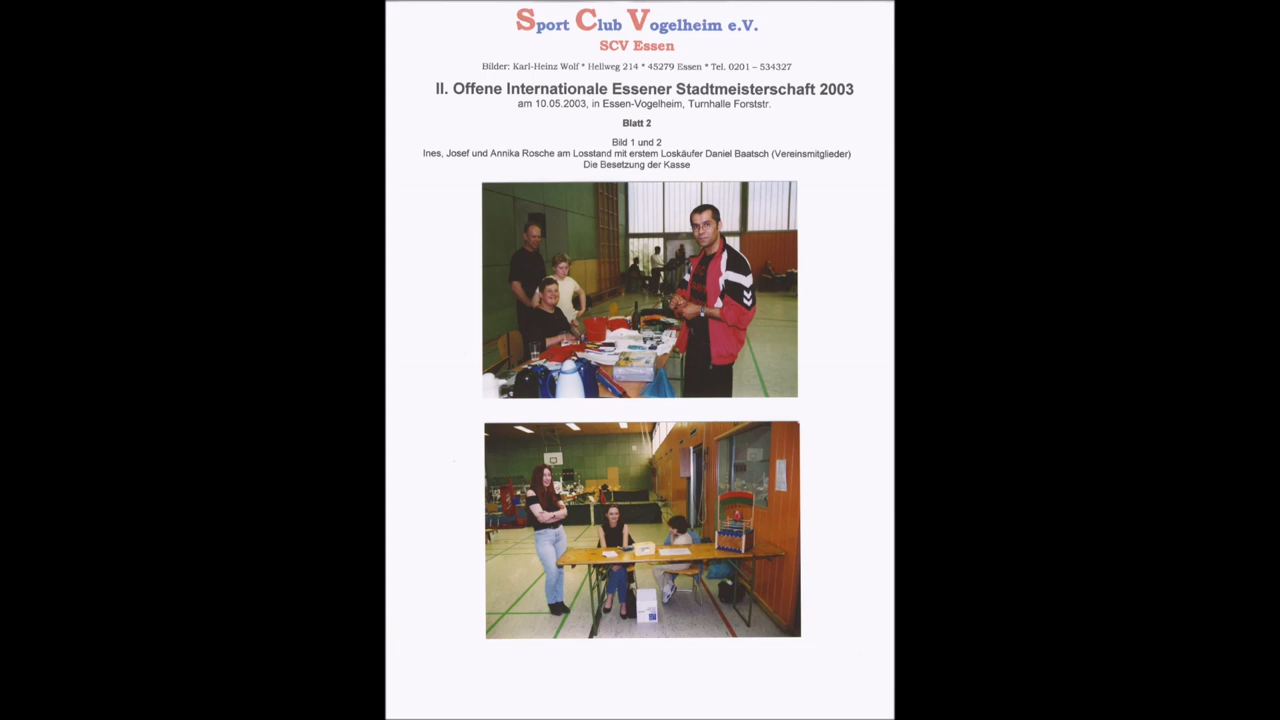 Sport Club Vogelheim e.V.
SCV Essen
Bilder: Karl-Heinz Wolf * Hellweg 214 * 45279 Essen * Tel. 0201 – 534327
II. Offene Internationale Essener Stadtmeisterschaft 2003
am 10.05.2003, in Essen-Vogelheim, Turnhalle Forststr.
Blatt 2
Bild 1 und 2
Ines, Josef und Annika Rosche am Losstand mit erstem Loskäufer Daniel Baatsch (Vereinsmitglieder)
Die Besetzung der Kasse